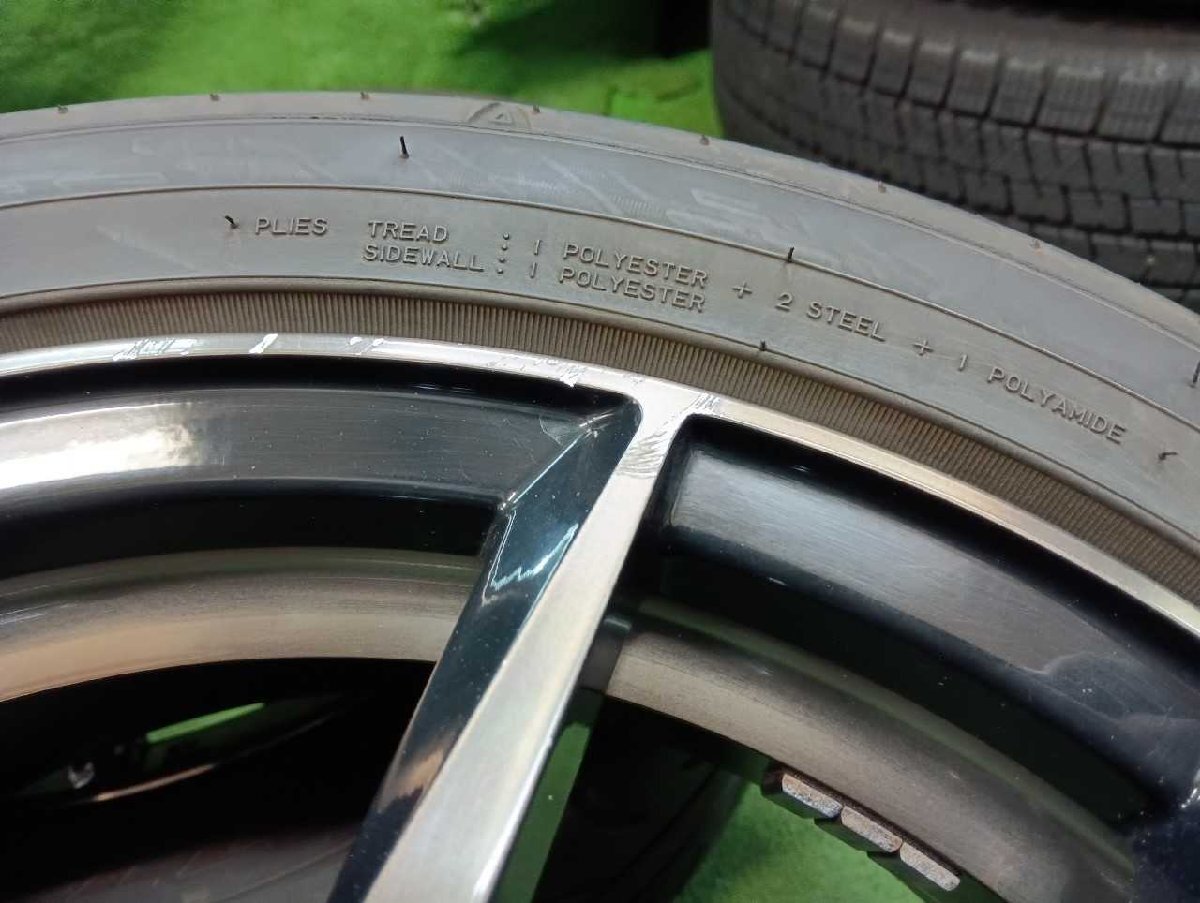 PLIES TREAD : 1 POLYESTER + 2 STEEL + 1 POLYAMIDE
SIDEWALL : 1 POLYESTER